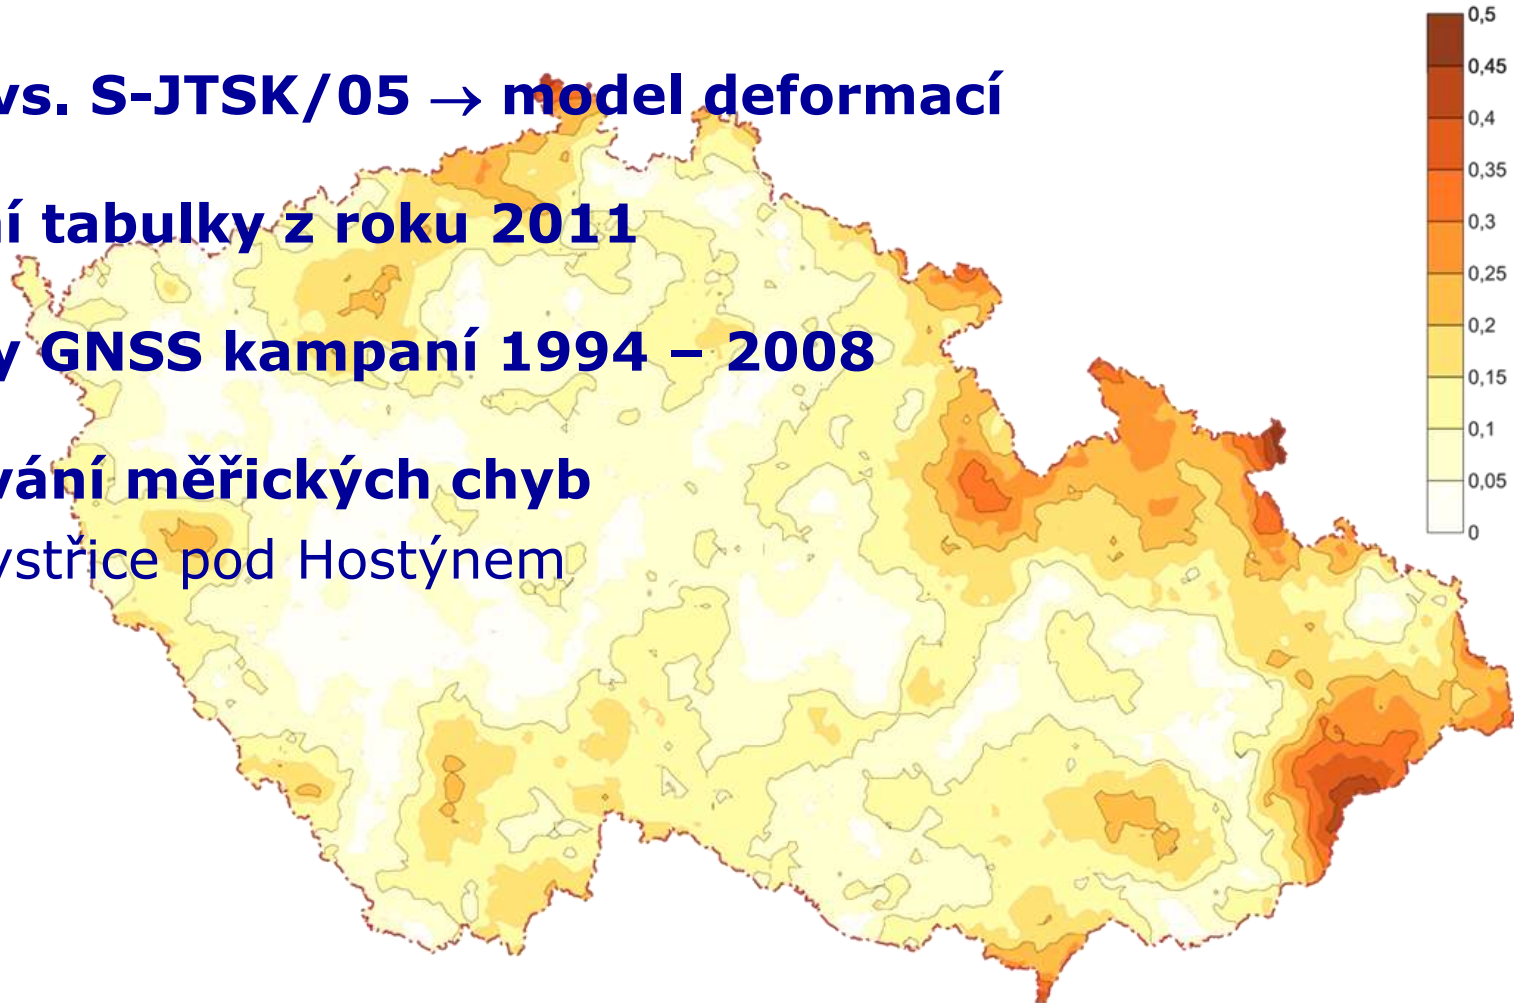 vs. S-JTSK/05 → model deformací
ní tabulky z roku 2011
y GNSS kampaní 1994 – 2008
vání měřických chyb
ystřice pod Hostýnem
0,5
0,45
0,4
0,35
0,3
0,25
0,2
0,15
0,1
0,05
0